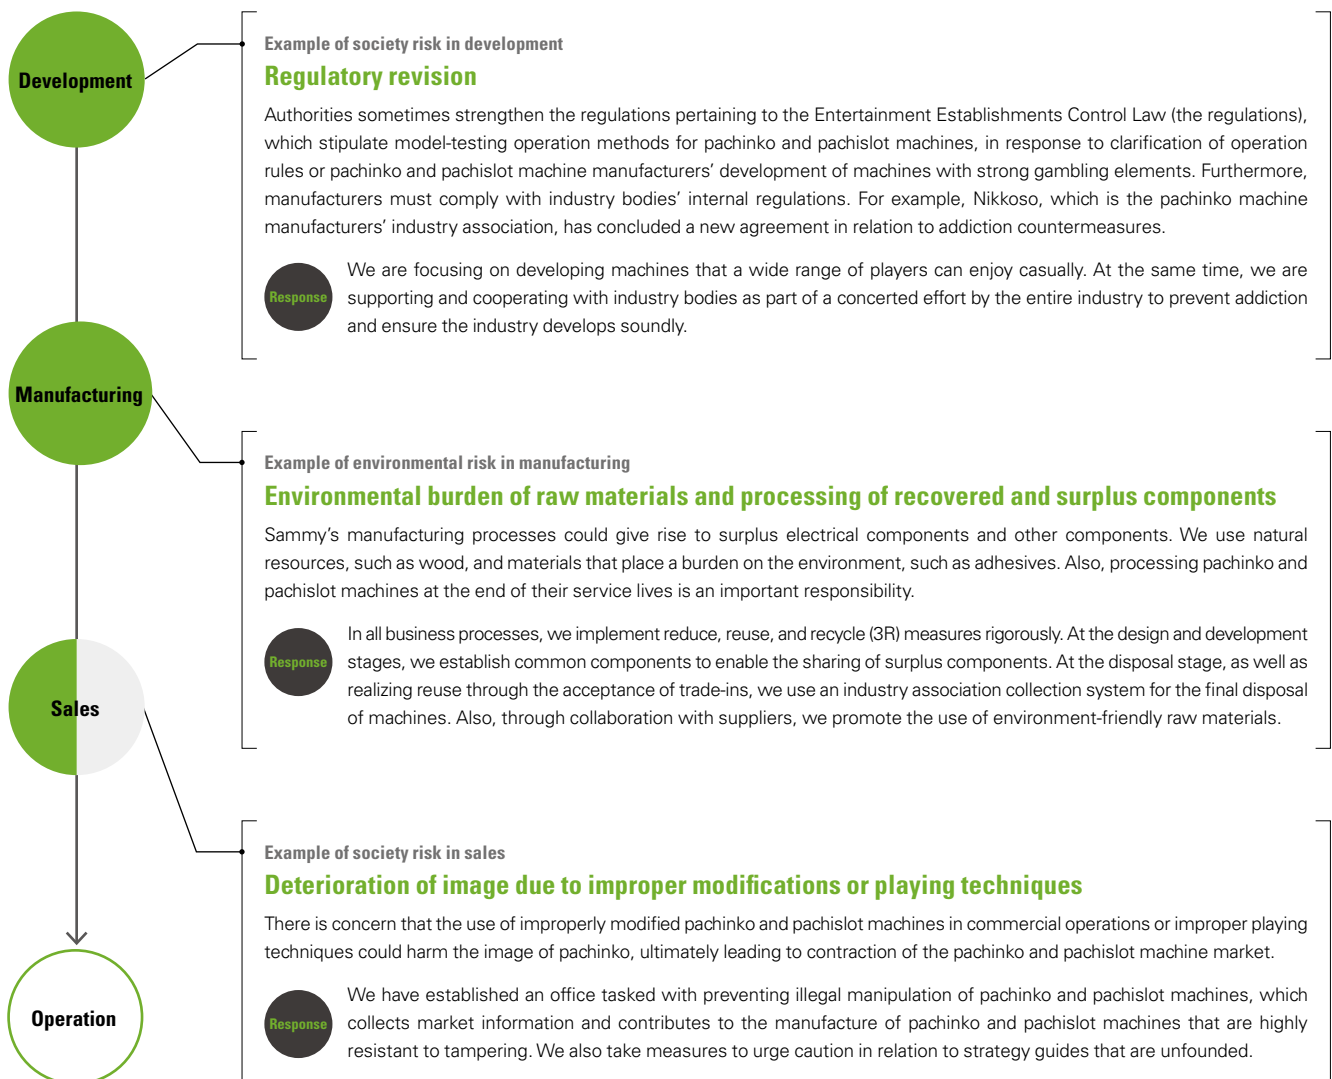 Development
Example of society risk in development
Regulatory revision
Authorities sometimes strengthen the regulations pertaining to the Entertainment Establishments Control Law (the regulations),
which stipulate model-testing operation methods for pachinko and pachislot machines, in response to clarification of operation
rules or pachinko and pachislot machine manufacturers’ development of machines with strong gambling elements. Furthermore,
manufacturers must comply with industry bodies’ internal regulations. For example, Nikkoso, which is the pachinko machine
manufacturers’ industry association, has concluded a new agreement in relation to addiction countermeasures.
Response
We are focusing on developing machines that a wide range of players can enjoy casually. At the same time, we are
supporting and cooperating with industry bodies as part of a concerted effort by the entire industry to prevent addiction
and ensure the industry develops soundly.
Manufacturing
Example of environmental risk in manufacturing
Environmental burden of raw materials and processing of recovered and surplus components
Sammy’s manufacturing processes could give rise to surplus electrical components and other components. We use natural
resources, such as wood, and materials that place a burden on the environment, such as adhesives. Also, processing pachinko and
pachislot machines at the end of their service lives is an important responsibility.
Response
In all business processes, we implement reduce, reuse, and recycle (3R) measures rigorously. At the design and development
stages, we establish common components to enable the sharing of surplus components. At the disposal stage, as well as
realizing reuse through the acceptance of trade-ins, we use an industry association collection system for the final disposal
of machines. Also, through collaboration with suppliers, we promote the use of environment-friendly raw materials.
Sales
Example of society risk in sales
Deterioration of image due to improper modifications or playing techniques
There is concern that the use of improperly modified pachinko and pachislot machines in commercial operations or improper playing
techniques could harm the image of pachinko, ultimately leading to contraction of the pachinko and pachislot machine market.
Response
We have established an office tasked with preventing illegal manipulation of pachinko and pachislot machines, which
collects market information and contributes to the manufacture of pachinko and pachislot machines that are highly
resistant to tampering. We also take measures to urge caution in relation to strategy guides that are unfounded.
Operation